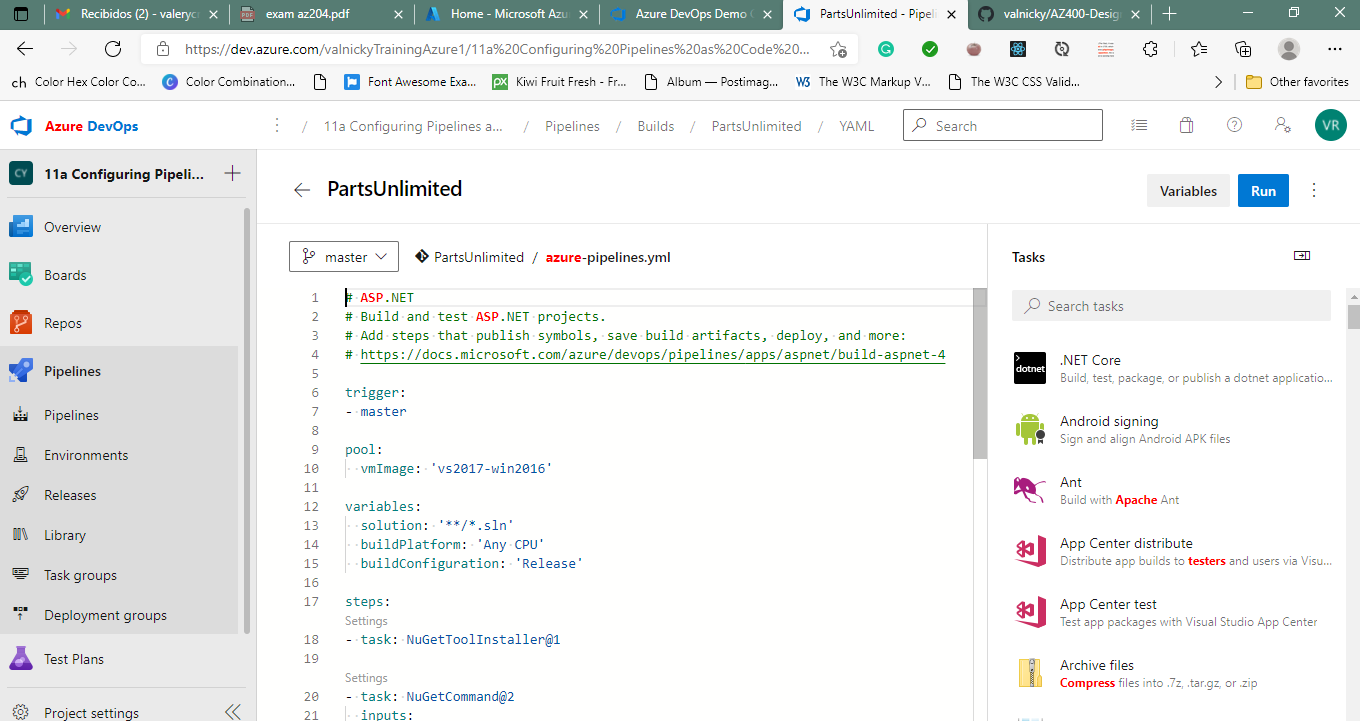 Recibidos (2) - valeryc
exam az204.pdf
Home - Microsoft Azu
Azure DevOps Demo G
PartsUnlimited - Pipeli
valnicky/AZ400-Design
https://dev.azure.com/valnickyTrainingAzure1/11a%20Configuring%20Pipelines%20as%20Code%20...
ch Color Hex Color Co...
Color Combination...
Font Awesome Exa...
px Kiwi Fruit Fresh - Fr...
Album — Postimag...
W3 The W3C Markup V...
The W3C CSS Valid...
Other favorites
Azure DevOps
/ 11a Configuring Pipelines a... / Pipelines / Builds / PartsUnlimited / YAML
Search
VR
CY 11a Configuring Pipeli...
Overview
Boards
Repos
Pipelines
Pipelines
Environments
Releases
Library
Task groups
Deployment groups
Test Plans
Project settings
PartsUnlimited
Variables
Run
master
PartsUnlimited / azure-pipelines.yml
1 # ASP.NET
2 # Build and test ASP.NET projects.
3 # Add steps that publish symbols, save build artifacts, deploy, and more:
4 # https://docs.microsoft.com/azure/devops/pipelines/apps/aspnet/build-aspnet-4
5
6 trigger:
7 - master
8
9 pool:
10 vmImage: 'vs2017-win2016'
11
12 variables:
13 solution: '**/*.sln'
14 buildPlatform: 'Any CPU'
15 buildConfiguration: 'Release'
16
17 steps:
Settings
18 - task: NuGetToolInstaller@1
19
Settings
20 - task: NuGetCommand@2
21 inputs:
Tasks
Search tasks
dotnet
.NET Core
Build, test, package, or publish a dotnet applicatio...
Android signing
Sign and align Android APK files
Ant
Build with Apache Ant
App Center distribute
Distribute app builds to testers and users via Visu...
App Center test
Test app packages with Visual Studio App Center
Archive files
Compress files into .7z, .tar.gz, or .zip